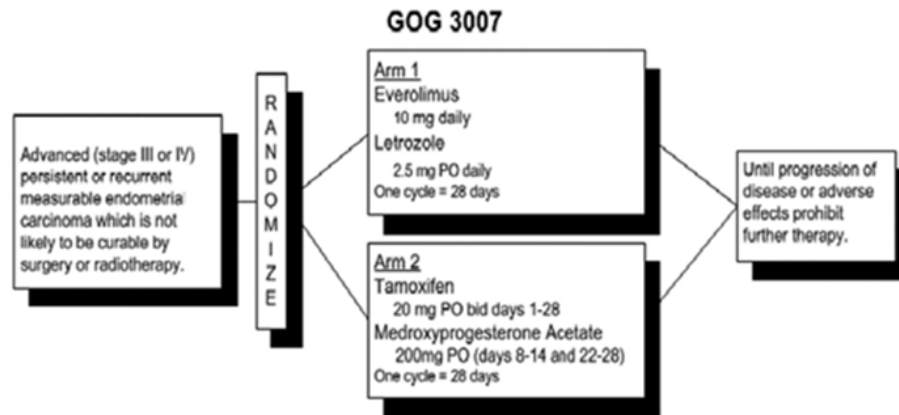 GOG 3007
Advanced (stage III or IV)
persistent or recurrent
measurable endometrial
carcinoma which is not
likely to be curable by
surgery or radiotherapy.
R
A
N
D
O
M
I
Z
E
Arm 1
Everolimus
10 mg daily
Letrozole
2.5 mg PO daily
One cycle = 28 days
Arm 2
Tamoxifen
20 mg PO bid days 1-28
Medroxyprogesterone Acetate
200mg PO (days 8-14 and 22-28)
One cycle = 28 days
Until progression of
disease or adverse
effects prohibit
further therapy.